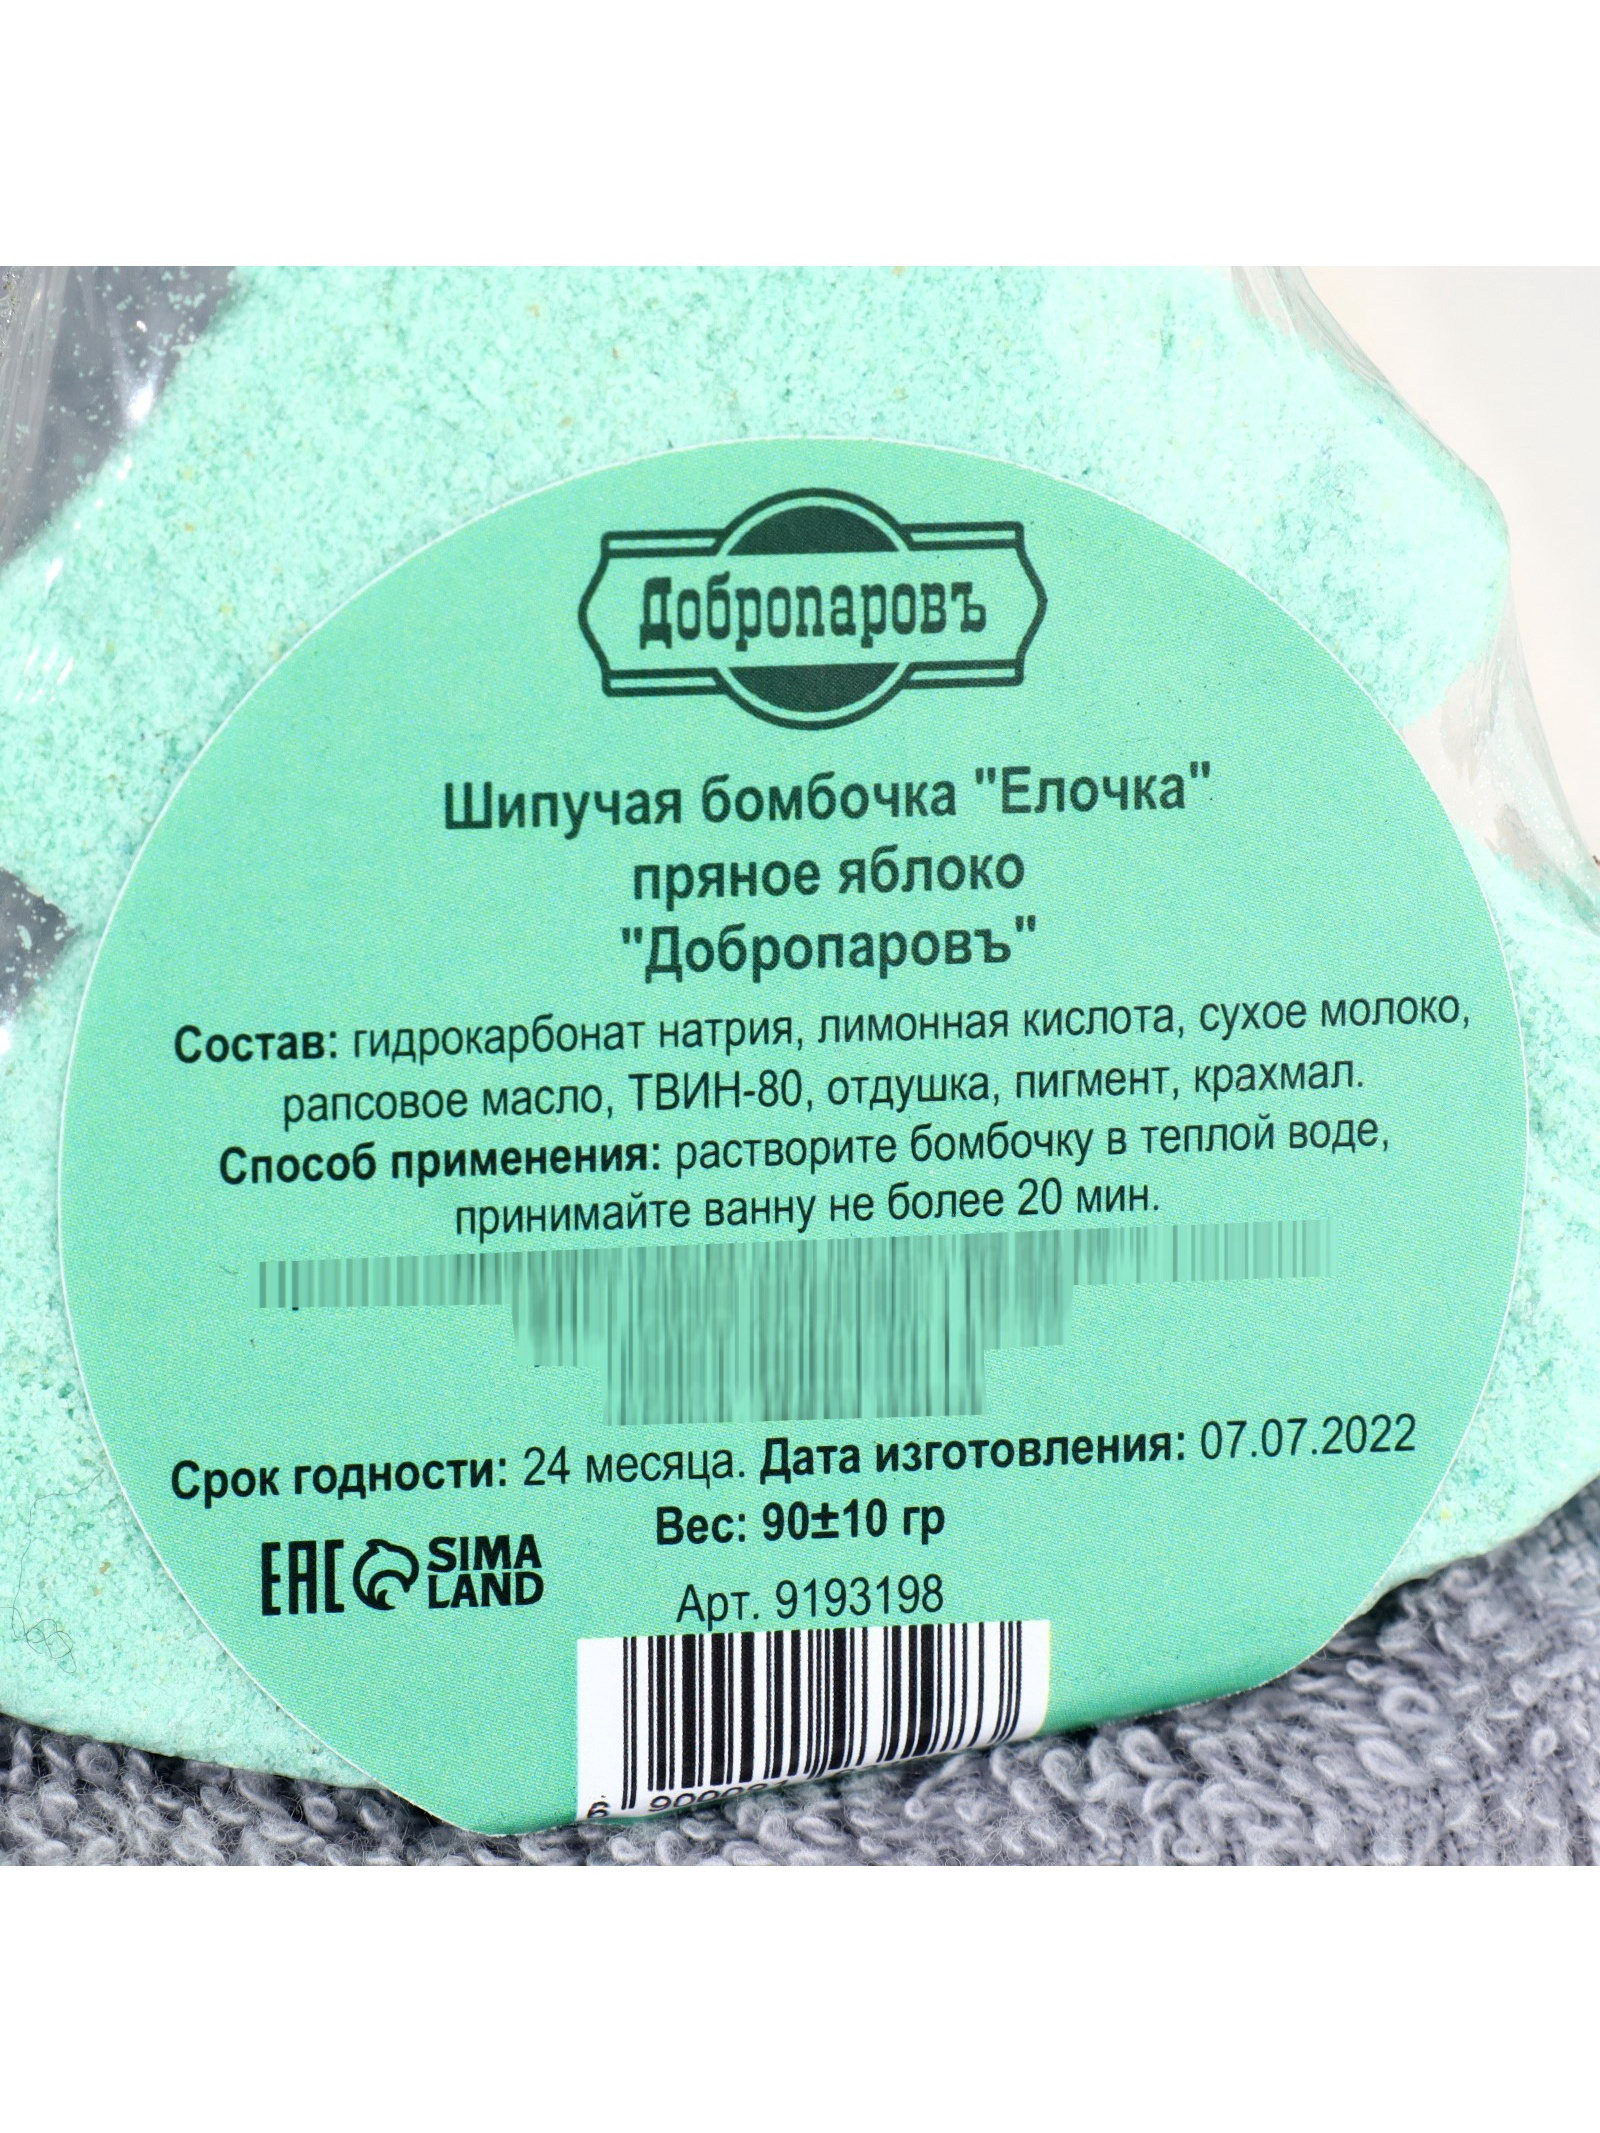 Добропаровъ
Шипучая бомбочка "Елочка"
пряное яблоко
"Добропаровъ"
Состав: гидрокарбонат натрия, лимонная кислота, сухое молоко,
рапсовое масло, ТВИН-80, отдушка, пигмент, крахмал.
Способ применения: растворите бомбочку в теплой воде,
принимайте ванну не более 20 мин.
Срок годности: 24 месяца. Дата изготовления: 07.07.2022
Вес: 90±10 гр
EAC SIMA
LAND
Арт. 9193198